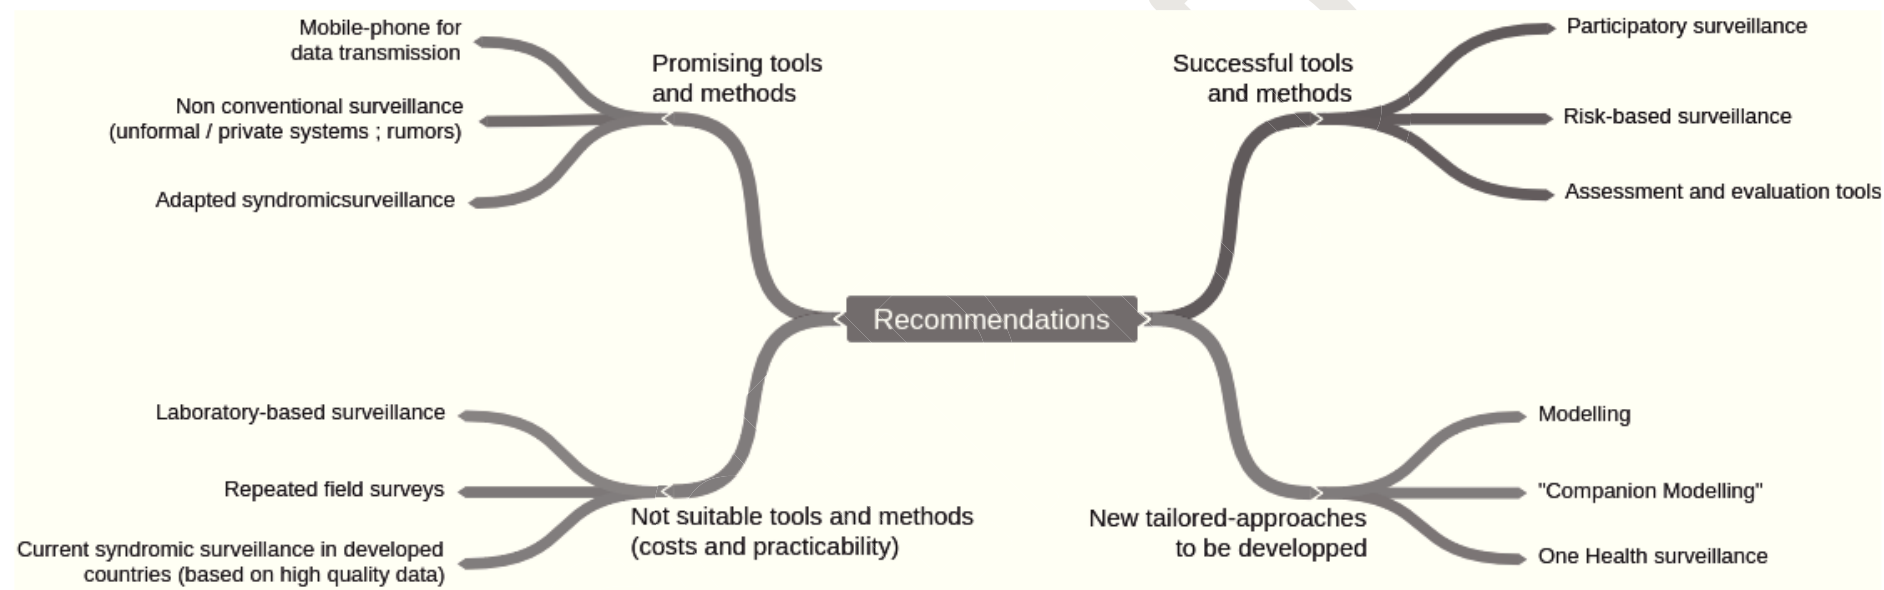 Mobile-phone for
data transmission
Non conventional surveillance
(unformal / private systems ; rumors)
Adapted syndromicsurveillance
Promising tools
and methods
Successful tools
and methods
Participatory surveillance
Risk-based surveillance
Assessment and evaluation tools
Recommendations
Laboratory-based surveillance
Repeated field surveys
Current syndromic surveillance in developed
countries (based on high quality data)
Not suitable tools and methods
(costs and practicability)
New tailored-approaches
to be developped
Modelling
"Companion Modelling"
One Health surveillance